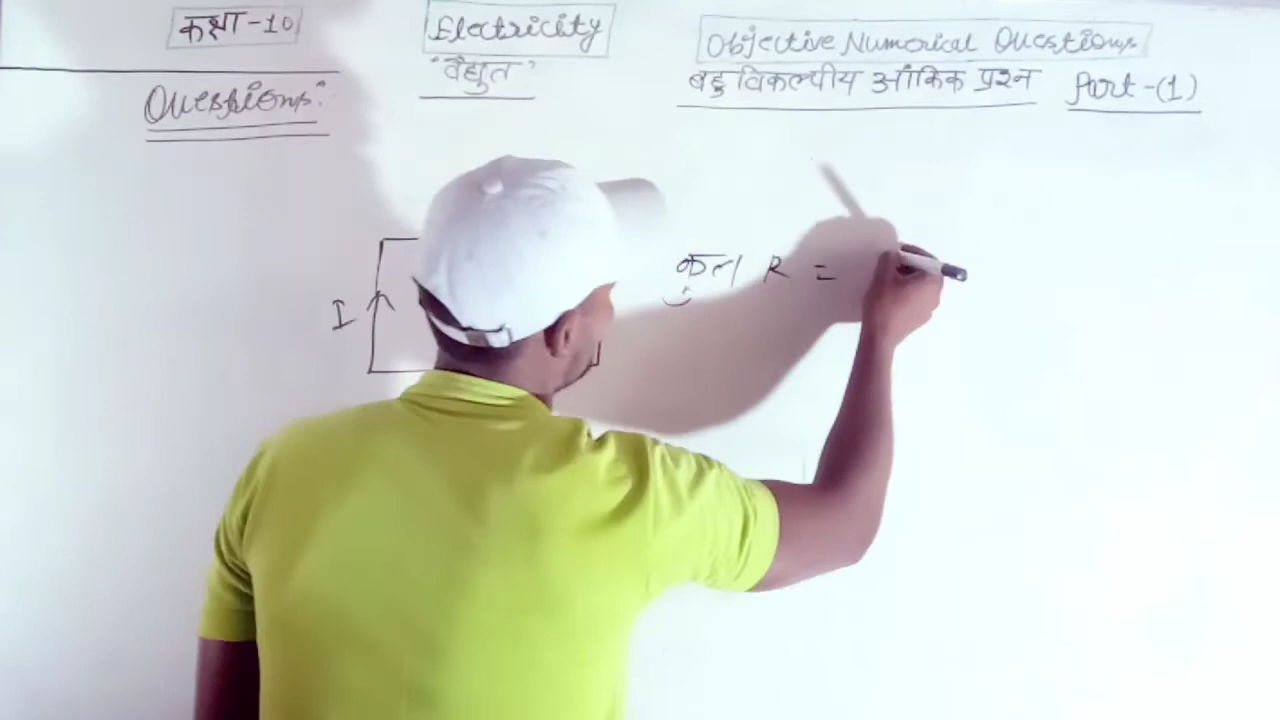 कक्षा-10
Electricity
"वैद्युत"
Objective Numerical Questions
बहु विकल्पीय आंकिक प्रश्न Part-(1)
Questions:
I
कुल R =